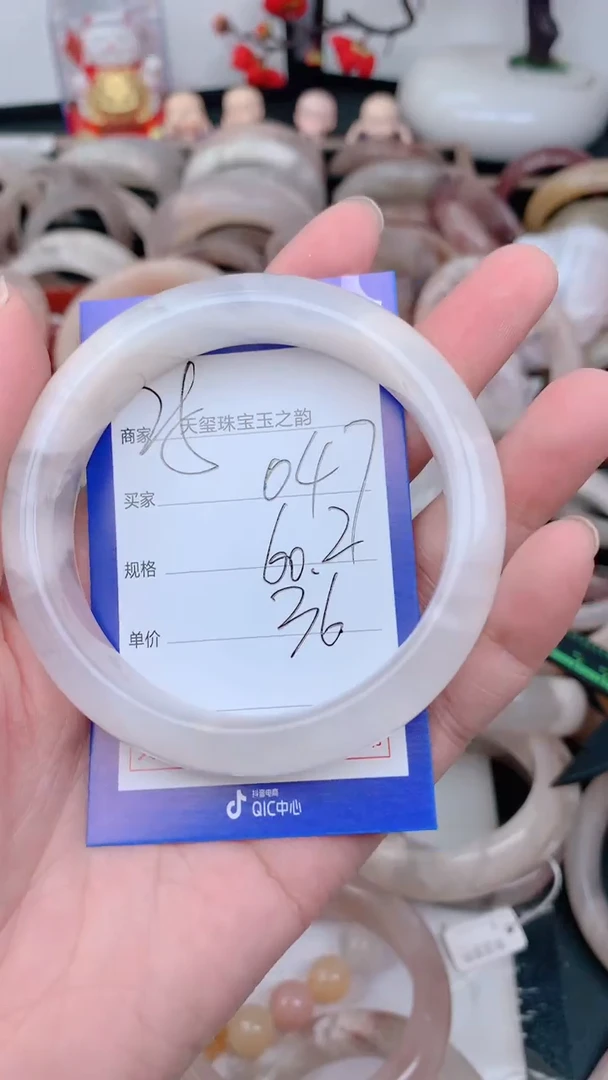 商家 天玺珠宝玉之韵
买家 047
规格 60.2
单价 36
抖音电商
QIC中心